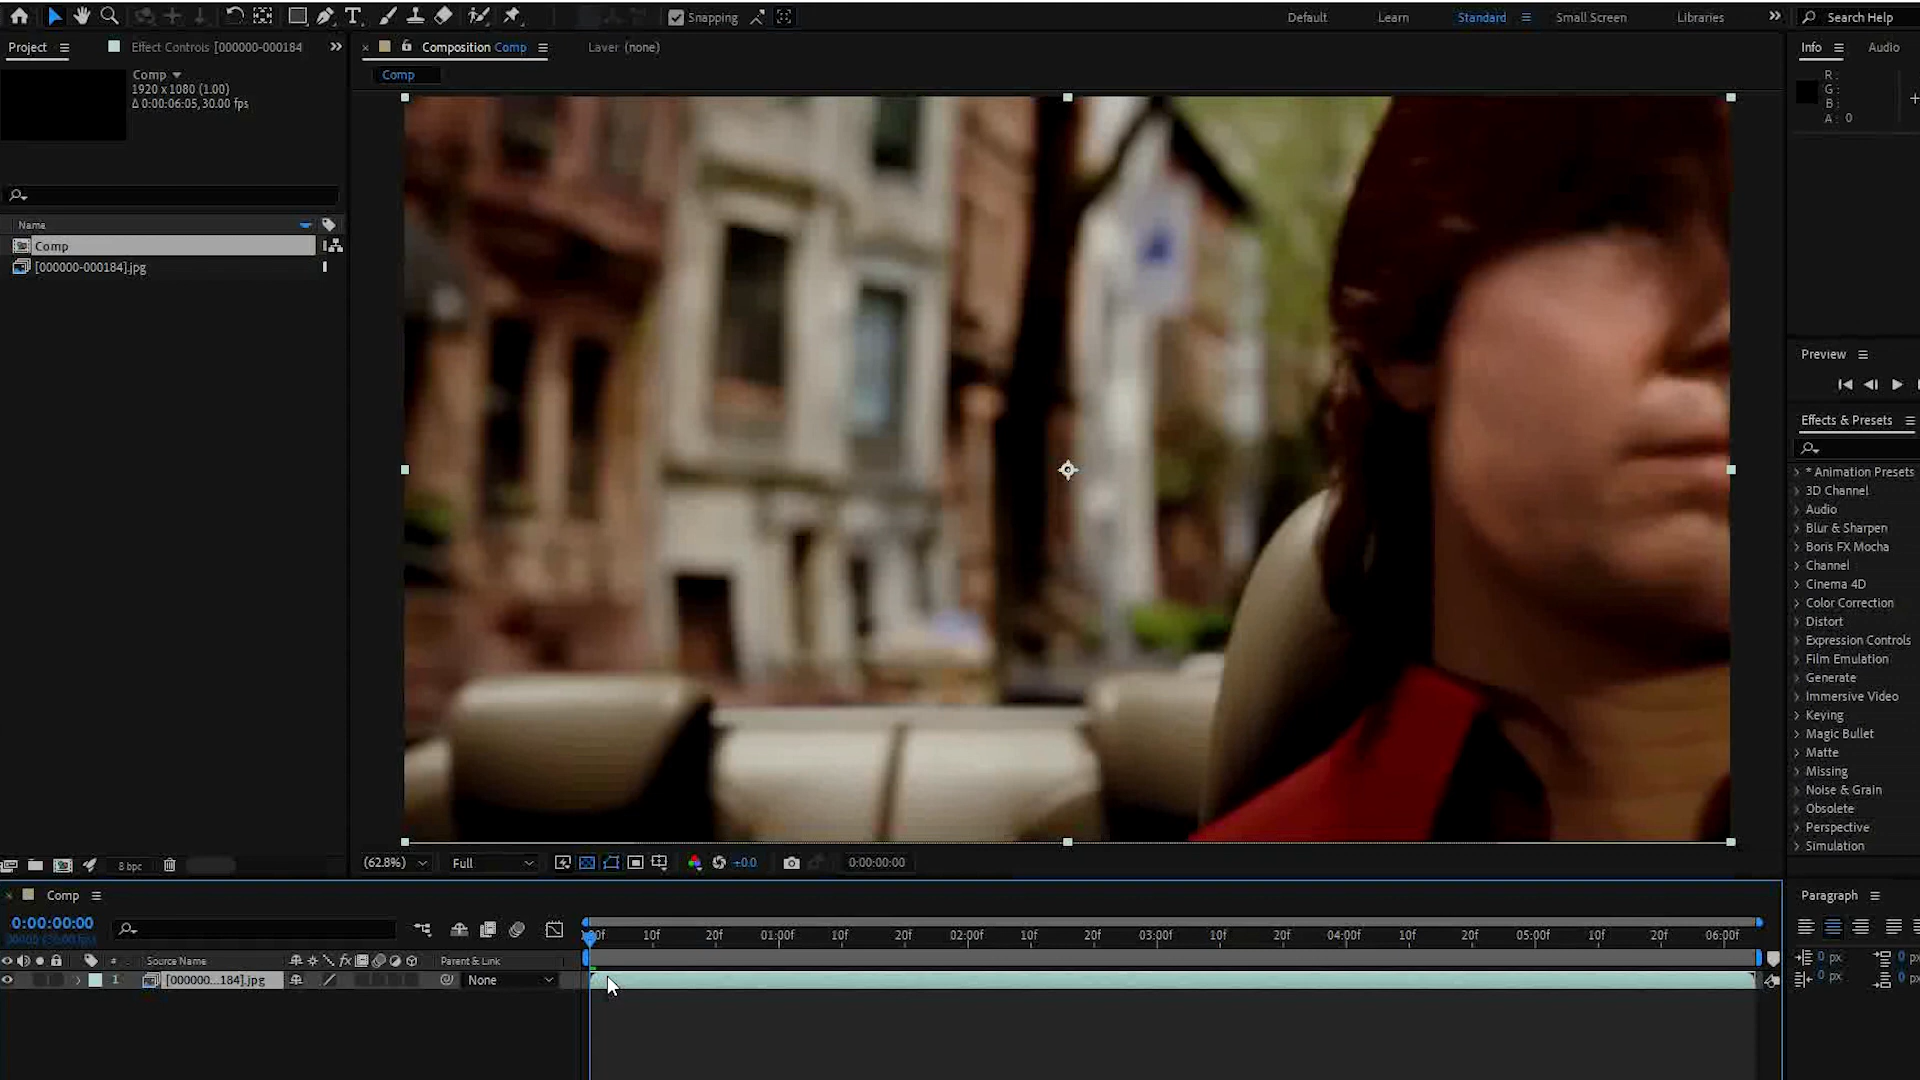 Snapping
Default
Learn
Standard
Small Screen
Libraries
Search Help
Project
Effect Controls [000000-000184
Composition Comp
Layer (none)
Info
Audio
Comp
1920 x 1080 (1.00)
Δ 0:00:06:05, 30.00 fps
Comp
R :
G :
B :
A : 0
Name
Comp
[000000-000184].jpg
Preview
Effects & Presets
* Animation Presets
3D Channel
Audio
Blur & Sharpen
Boris FX Mocha
Channel
Cinema 4D
Color Correction
Distort
Expression Controls
Film Emulation
Generate
Immersive Video
Keying
Magic Bullet
Matte
Missing
Noise & Grain
Obsolete
Perspective
Simulation
8 bpc
(62.8%)
Full
+0.0
0:00:00:00
Comp
Paragraph
0:00:00:00
10f
20f
01:00f
10f
20f
02:00f
10f
20f
03:00f
10f
20f
04:00f
10f
20f
05:00f
10f
20f
06:00f
#
Source Name
fx
Parent & Link
1
[000000...184].jpg
None
0 px
0 p
0 px
0 p